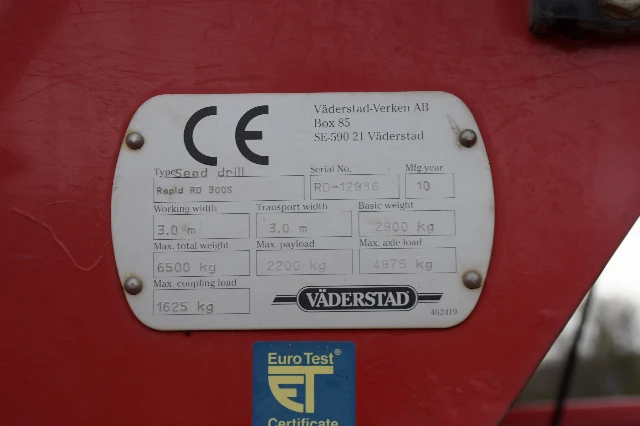 CE
Väderstad-Verken AB
Box 85
SE-590 21 Väderstad
Type Seed drill
Rapid RD 300S
Serial No.
RD-12836
Mfg year
10
Working width
3.0 m
Transport width
3.0 m
Basic weight
2900 kg
Max. total weight
6500 kg
Max. payload
2200 kg
Max. axle load
4875 kg
Max. coupling load
1625 kg
VÄDERSTAD
462419
Euro Test®
ET
Certificate